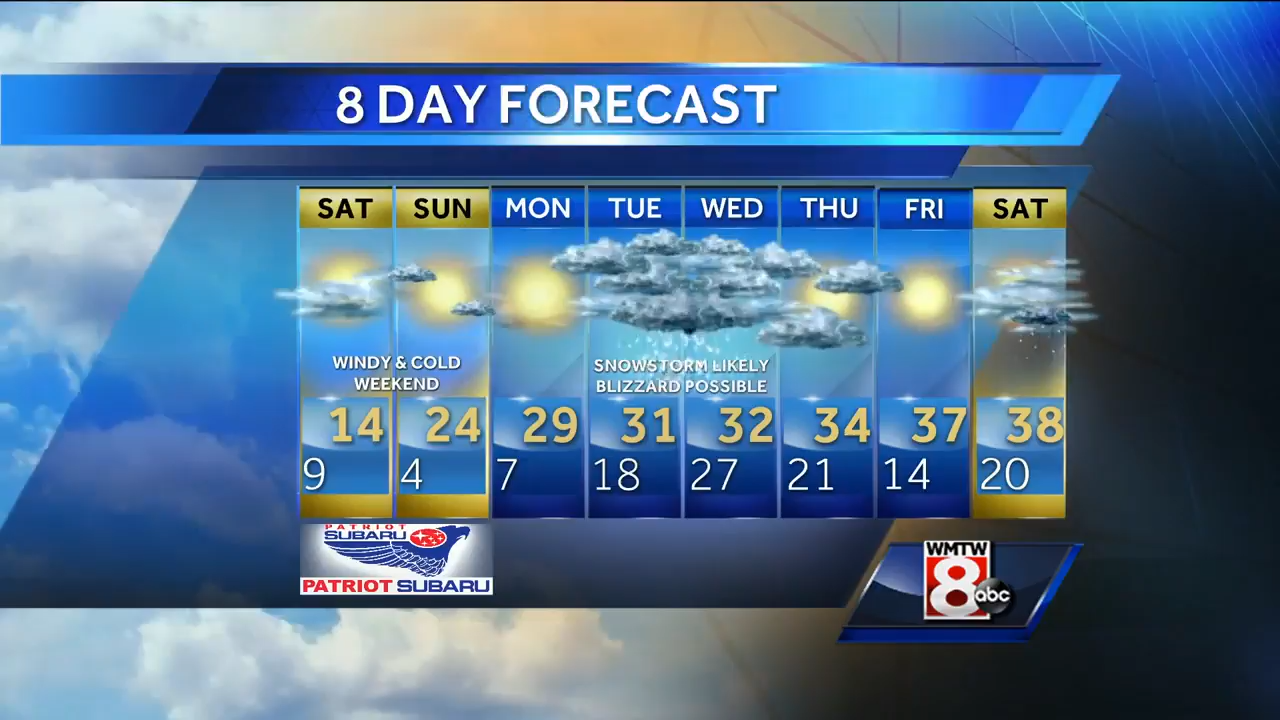 8 DAY FORECAST
SAT SUN MON TUE WED THU FRI SAT
WINDY & COLD
WEEKEND
SNOWSTORM LIKELY
BLIZZARD POSSIBLE
14 24 29 31 32 34 37 38
9 4 7 18 27 21 14 20
PATRIOT
SUBARU
PATRIOT SUBARU
WMTW
8
abc